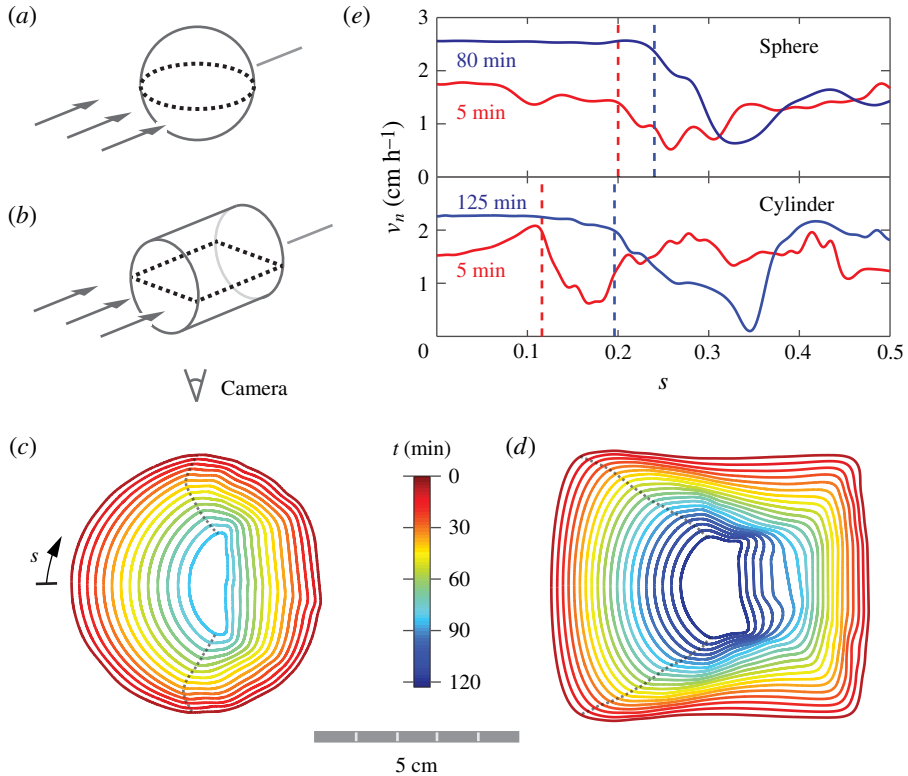 (a)
(b)
Camera
(e)
3
2
1
0
80 min
5 min
Sphere
125 min
5 min
Cylinder
2
1
v_n (cm h⁻¹)
0
0.1
0.2
0.3
0.4
0.5
s
(c)
s
t (min)
0
30
60
90
120
(d)
5 cm